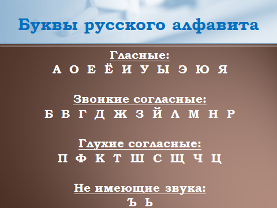 Буквы русского алфавита
Гласные:
А О Е Ё И У Ы Э Ю Я
Звонкие согласные:
Б В Г Д Ж З Й Л М Н Р
Глухие согласные:
П Ф К Т Ш С Щ Ч Ц
Не имеющие звука:
Ъ Ь